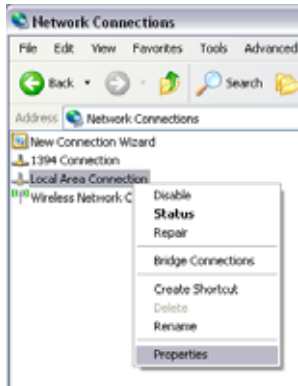 Network Connections
File Edit View Favorites Tools Advanced
Back Search
Address Network Connections
New Connection Wizard
1394 Connection
Local Area Connection
Wireless Network C
Disable
Status
Repair
Bridge Connections
Create Shortcut
Delete
Rename
Properties